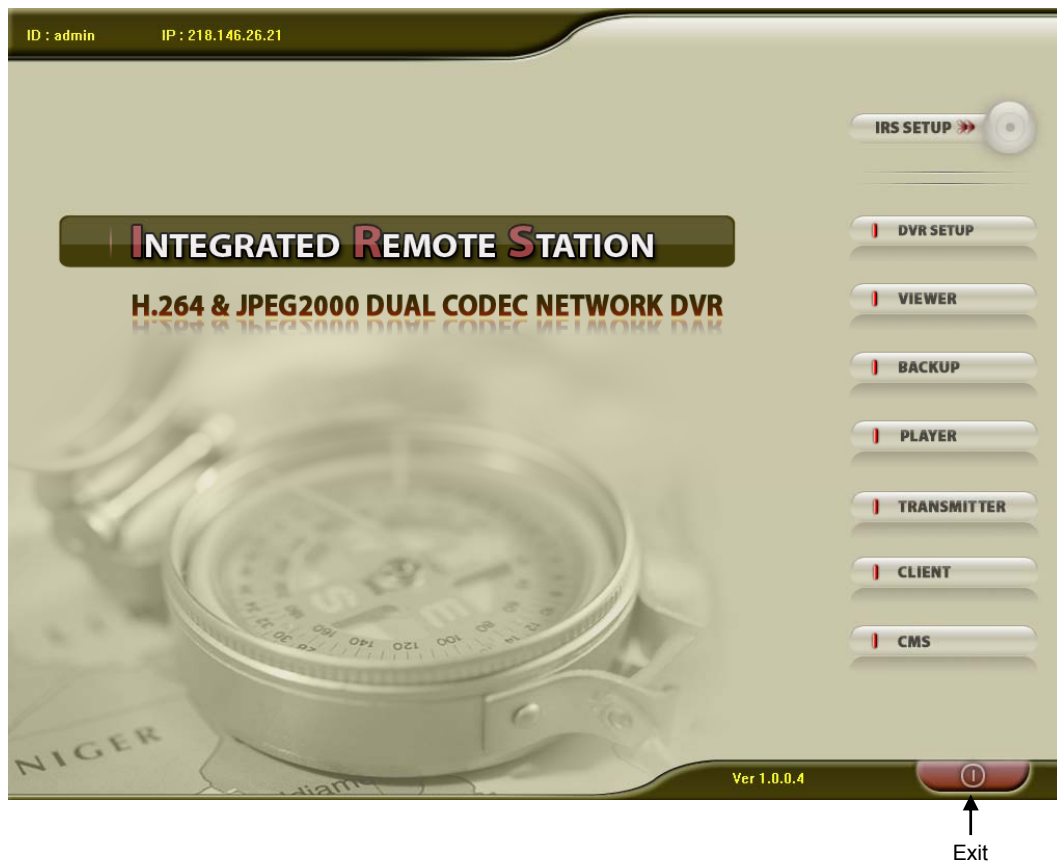 ID : admin IP : 218.146.26.21
IRS SETUP
INTEGRATED REMOTE STATION
H.264 & JPEG2000 DUAL CODEC NETWORK DVR
DVR SETUP
VIEWER
BACKUP
PLAYER
TRANSMITTER
CLIENT
CMS
NIGER
Ver 1.0.0.4
Exit